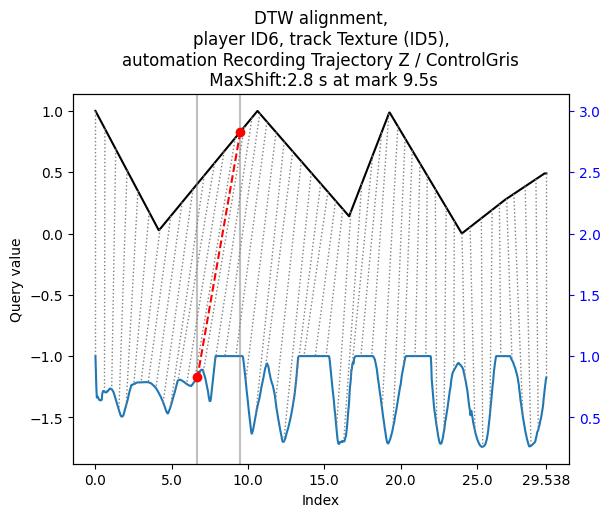 DTW alignment,
player ID6, track Texture (ID5),
automation Recording Trajectory Z / ControlGris
MaxShift:2.8 s at mark 9.5s
1.0
0.5
0.0
−0.5
−1.0
−1.5
Query value
3.0
2.5
2.0
1.5
1.0
0.5
0.0 5.0 10.0 15.0 20.0 25.0 29.538
Index